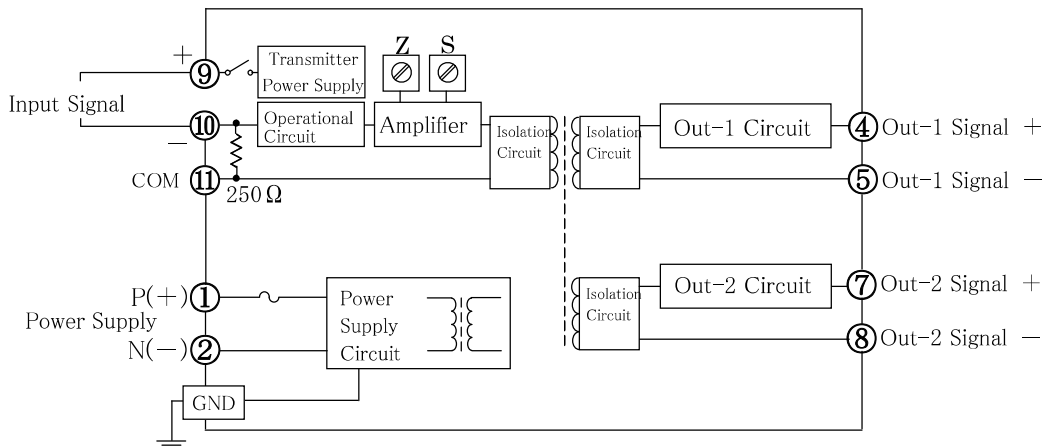 +
⑨
Transmitter
Power Supply
Z
S
Input Signal
⑩
−
Operational
Circuit
Amplifier
Isolation
Circuit
Isolation
Circuit
Out-1 Circuit
④ Out-1 Signal +
COM
⑪
250Ω
⑤ Out-1 Signal −
P(+)
①
Power Supply
N(−)
②
Power
Supply
Circuit
Isolation
Circuit
Out-2 Circuit
⑦ Out-2 Signal +
⑧ Out-2 Signal −
GND